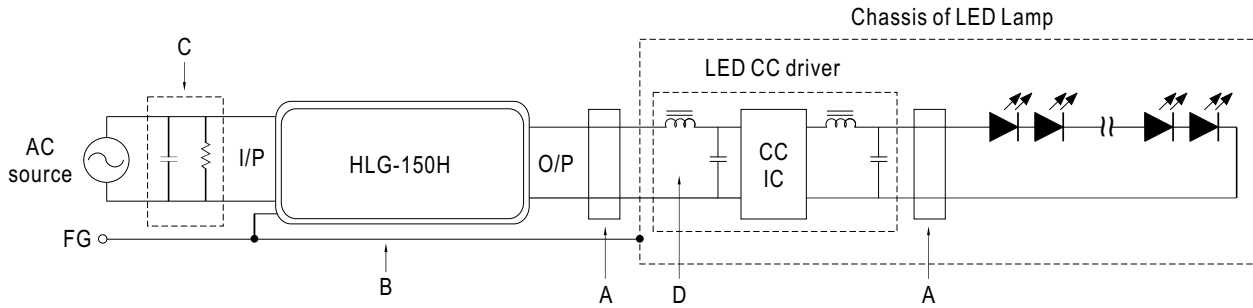 Chassis of LED Lamp
C
LED CC driver
AC
source
I/P
HLG-150H
O/P
CC
IC
FG
B
A
D
A